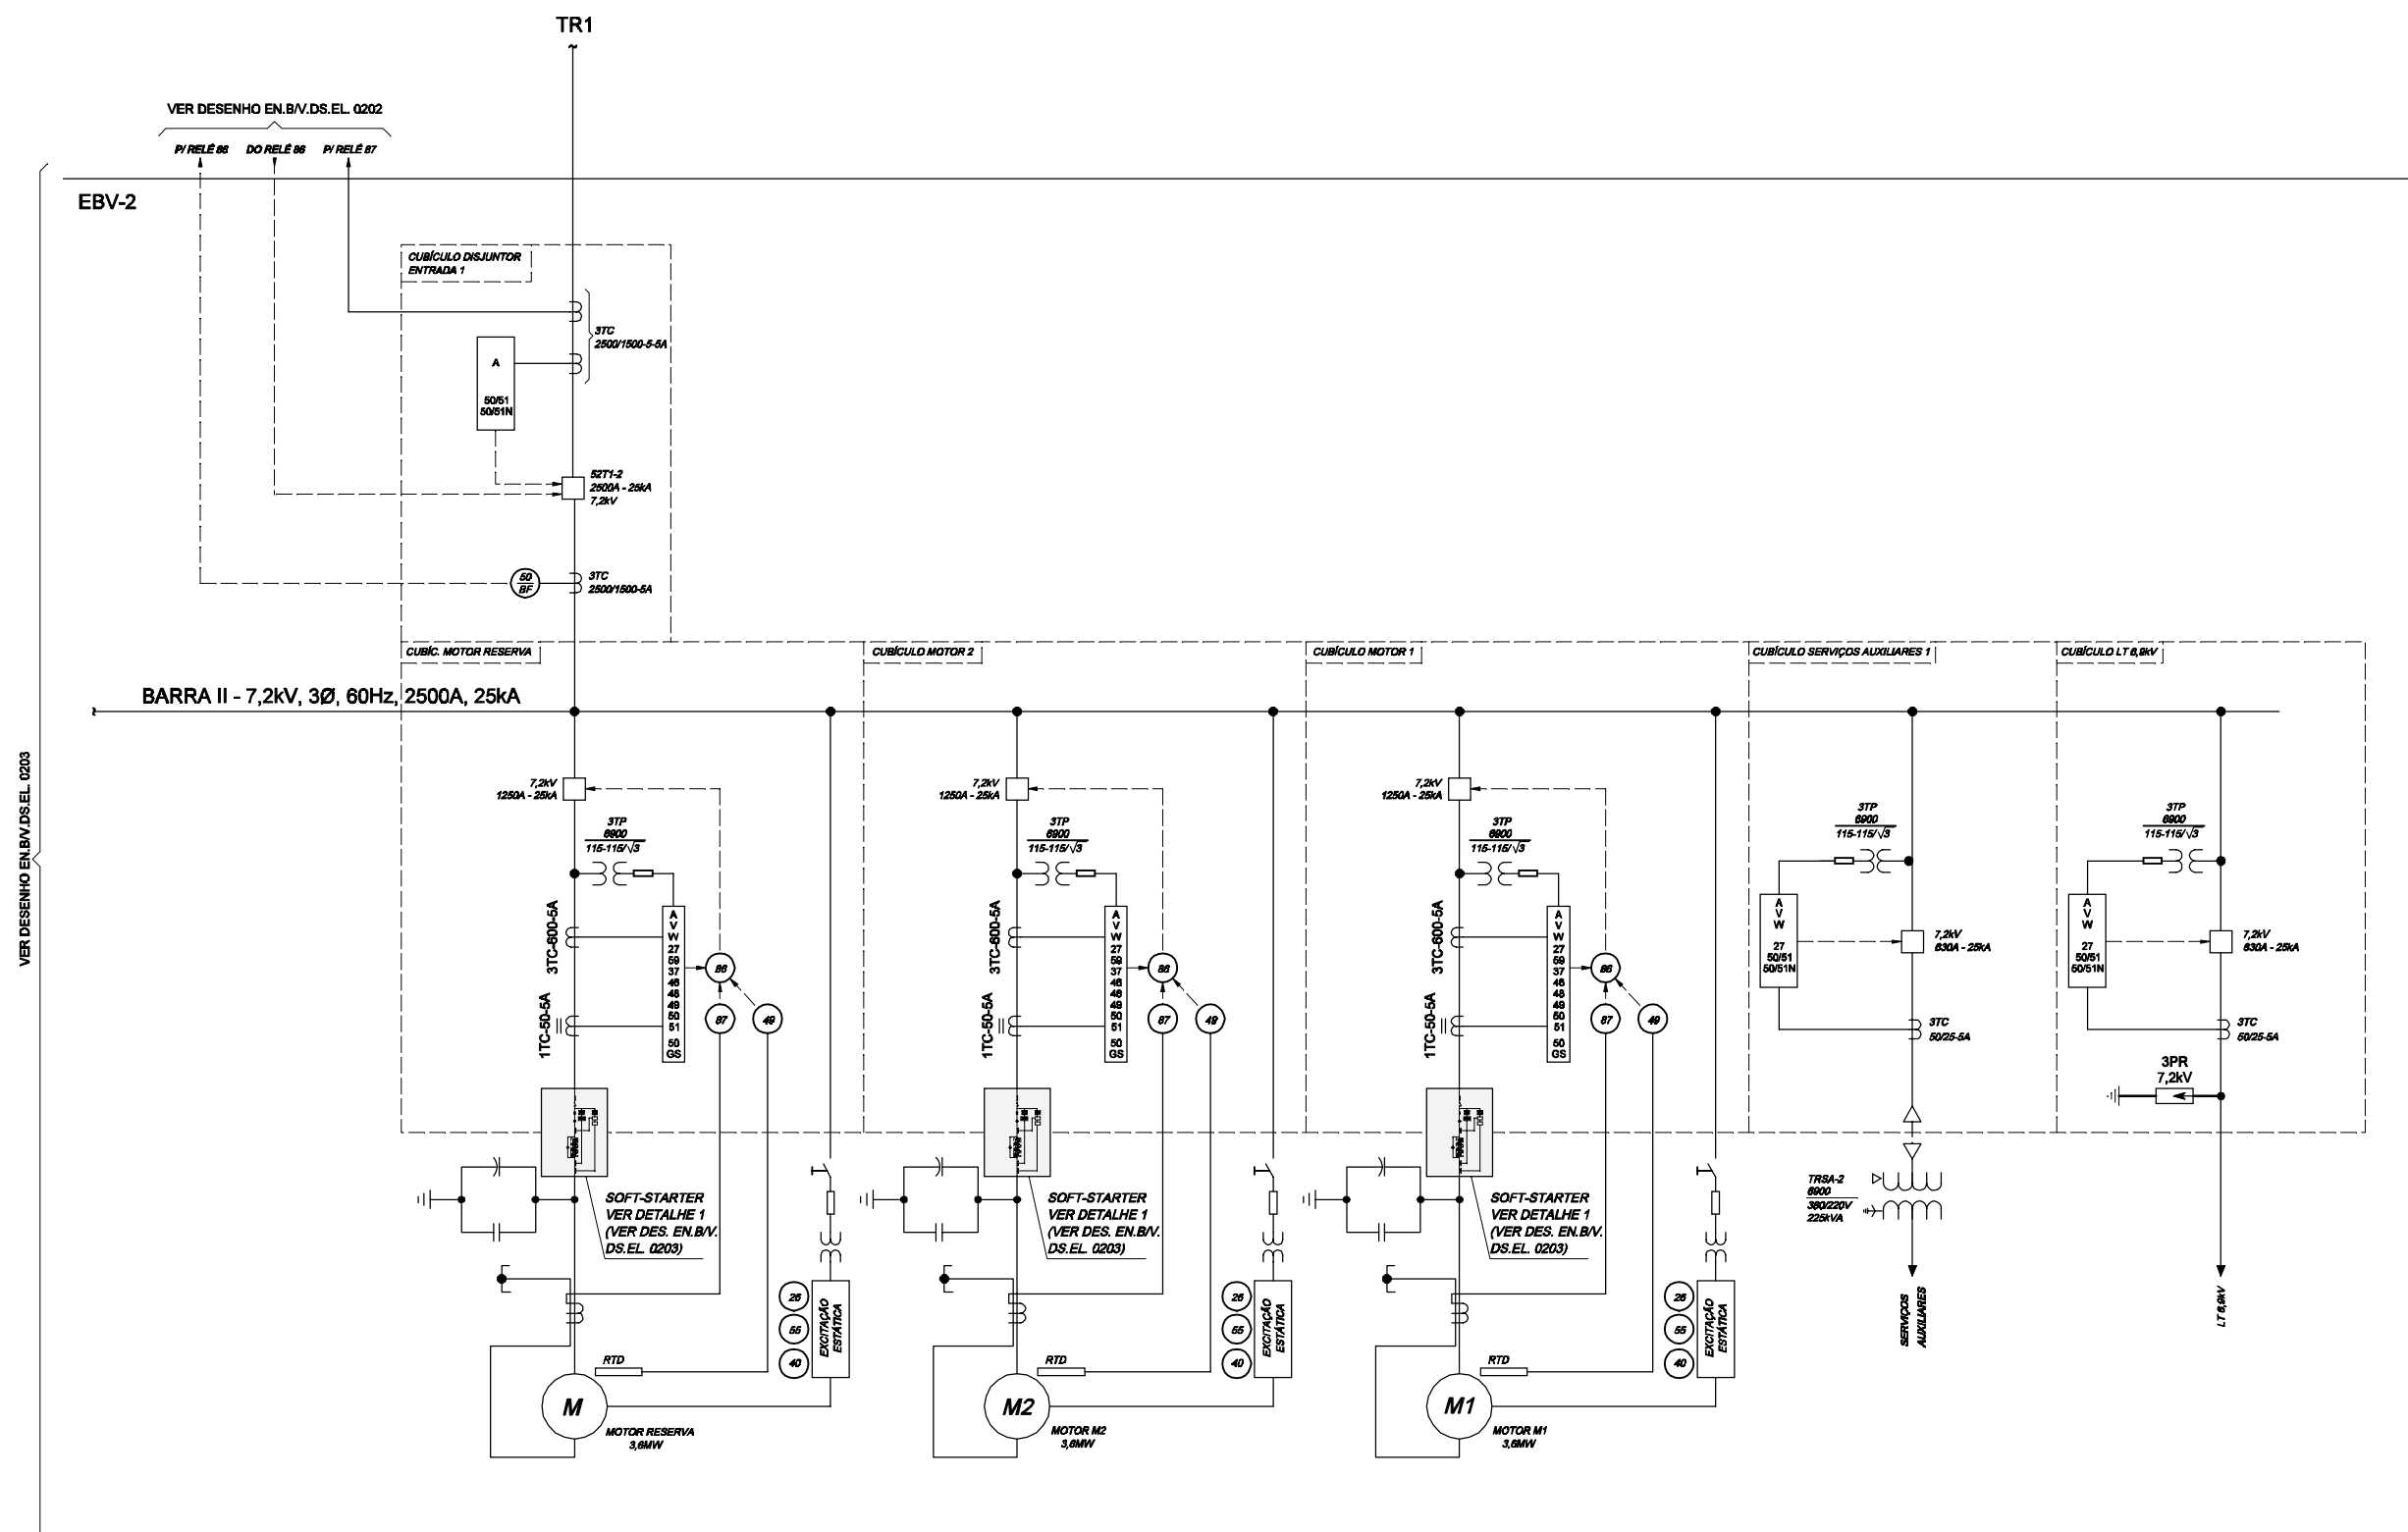 TR1
VER DESENHO EN.B/V.DS.EL. 0202
P/ RELÉ 86
DO RELÉ 86
P/ RELÉ 87
EBV-2
CUBÍCULO DISJUNTOR
ENTRADA 1
3TC
2500/1500-5-5A
A
50/51
50/51N
52T1-2
2500A - 25kA
7,2kV
50
BF
3TC
2500/1500-5A
VER DESENHO EN.B/V.DS.EL. 0203
CUBÍC. MOTOR RESERVA
CUBÍCULO MOTOR 2
CUBÍCULO MOTOR 1
CUBÍCULO SERVIÇOS AUXILIARES 1
CUBÍCULO LT 6,9kV
BARRA II - 7,2kV, 3Ø, 60Hz, 2500A, 25kA
7,2kV
1250A - 25kA
3TP
6900
115-115/√3
3TC-600-5A
1TC-50-5A
A
V
W
27
59
37
46
48
49
50
51
50
GS
86
87
49
SOFT-STARTER
VER DETALHE 1
(VER DES. EN.B/V.
DS.EL. 0203)
26
55
40
EXCITAÇÃO
ESTÁTICA
RTD
M
MOTOR RESERVA
3,6MW
7,2kV
1250A - 25kA
3TP
6900
115-115/√3
3TC-600-5A
1TC-50-5A
A
V
W
27
59
37
46
48
49
50
51
50
GS
86
87
49
SOFT-STARTER
VER DETALHE 1
(VER DES. EN.B/V.
DS.EL. 0203)
26
55
40
EXCITAÇÃO
ESTÁTICA
RTD
M2
MOTOR M2
3,6MW
7,2kV
1250A - 25kA
3TP
6900
115-115/√3
3TC-600-5A
1TC-50-5A
A
V
W
27
59
37
46
48
49
50
51
50
GS
86
87
49
SOFT-STARTER
VER DETALHE 1
(VER DES. EN.B/V.
DS.EL. 0203)
26
55
40
EXCITAÇÃO
ESTÁTICA
RTD
M1
MOTOR M1
3,6MW
3TP
6900
115-115/√3
A
V
W
27
50/51
50/51N
7,2kV
630A - 25kA
3TC
50/25-5A
TRSA-2
6900
380/220V
225kVA
SERVIÇOS
AUXILIARES
3TP
6900
115-115/√3
A
V
W
27
50/51
50/51N
7,2kV
630A - 25kA
3TC
50/25-5A
3PR
7,2kV
LT 6,9kV